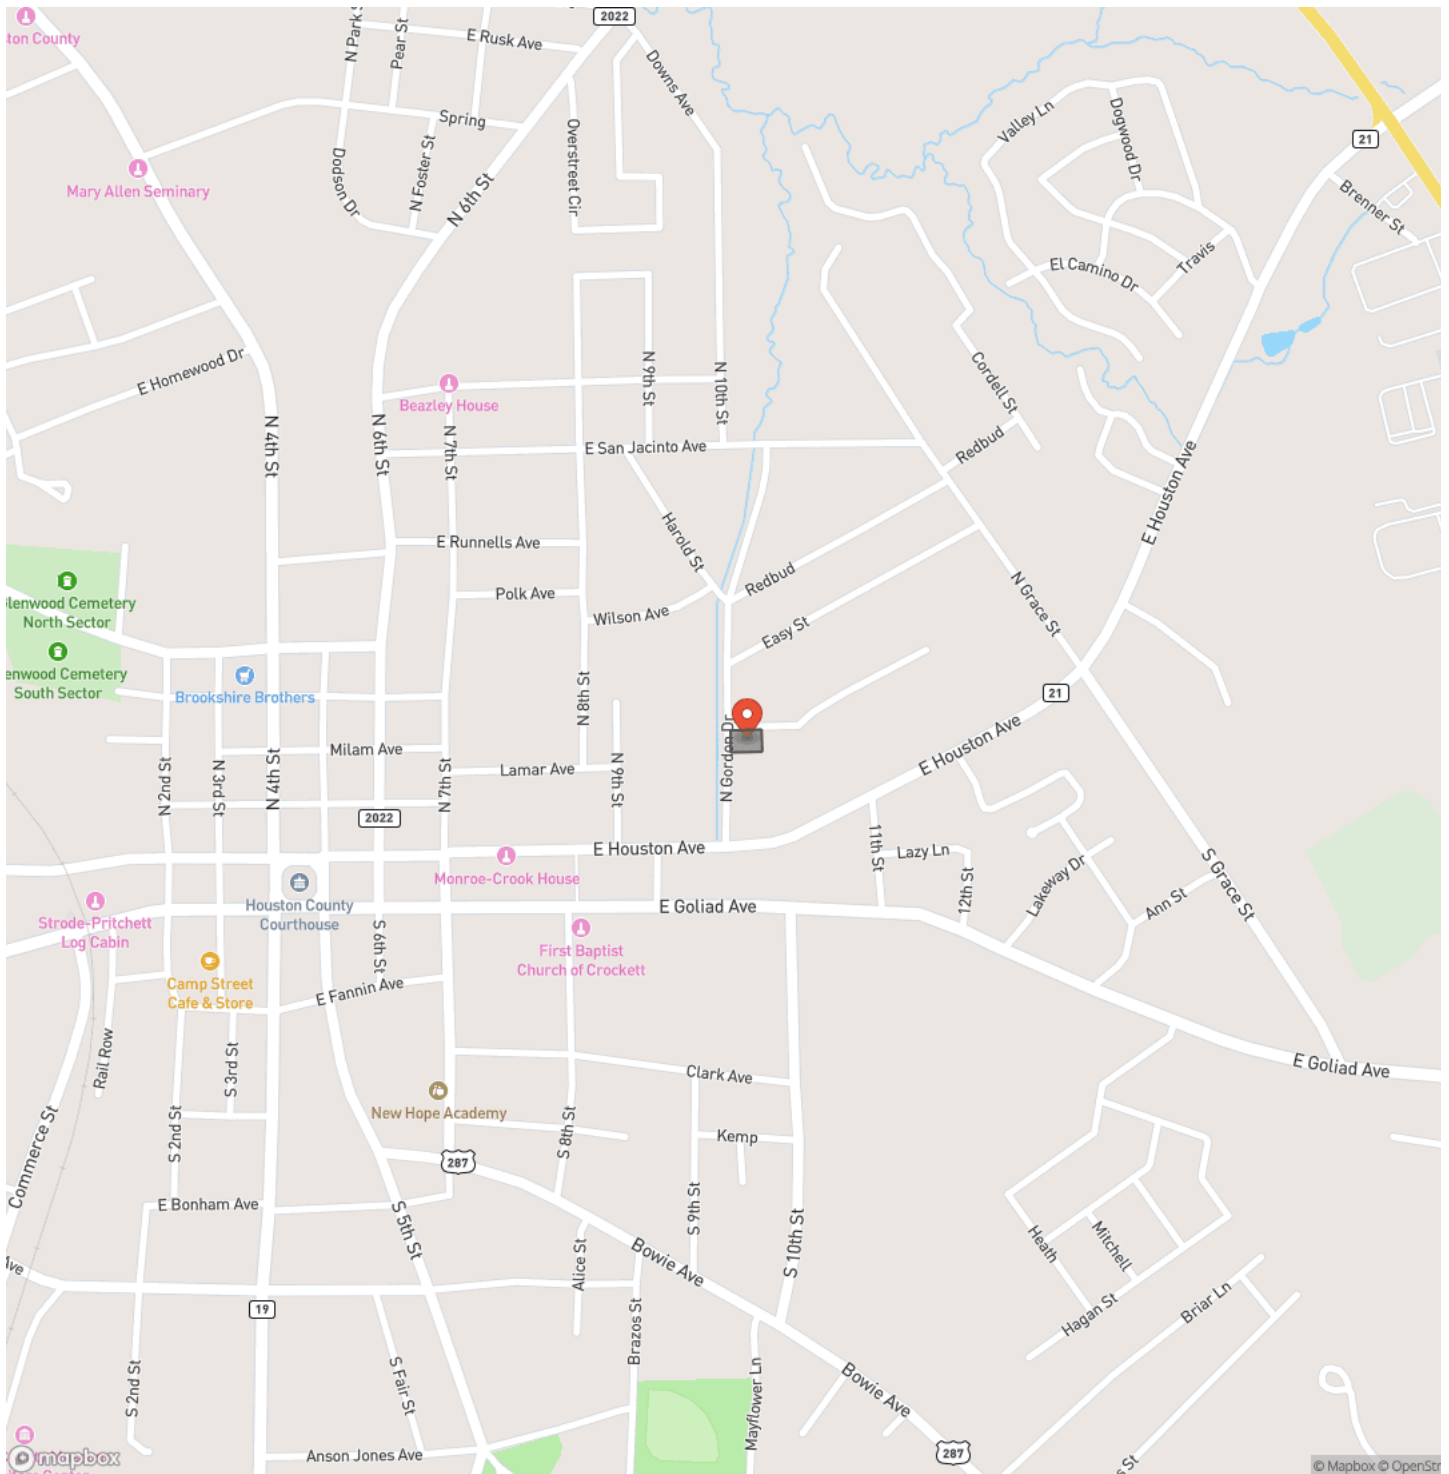 2022
ton County
N Park S
Pear St
E Rusk Ave
Downs Ave
Spring
Overstreet Cir
Valley Ln
Dogwood Dr
21
Mary Allen Seminary
Dodson Dr
N Foster St
N 6th St
Brenner St
Travis
El Camino Dr
E Homewood Dr
N 9th St
N 10th St
Cordell St
Beazley House
N 4th St
N 6th St
N 7th St
E San Jacinto Ave
Redbud
E Houston Ave
Harold St
E Runnells Ave
Redbud
N Grace St
Polk Ave
Wilson Ave
Easy St
lenwood Cemetery
North Sector
enwood Cemetery
South Sector
Brookshire Brothers
N 8th St
21
N Gordon Dr
E Houston Ave
Milam Ave
Lamar Ave
N 2nd St
N 3rd St
N 4th St
N 7th St
N 9th St
2022
E Houston Ave
11th St
Lazy Ln
12th St
Lakeway Dr
Ann St
S Grace St
Monroe-Crook House
Houston County
Courthouse
E Goliad Ave
Strode-Pritchett
Log Cabin
S 6th St
First Baptist
Church of Crockett
Camp Street
Cafe & Store
E Fannin Ave
Rail Row
S 3rd St
Clark Ave
E Goliad Ave
New Hope Academy
S 2nd St
S 8th St
Kemp
Commerce St
287
E Bonham Ave
S 5th St
S 9th St
S 10th St
Heath
Mitchell
Alice St
Bowie Ave
Ave
19
Hagan St
Briar Ln
Brazos St
S 2nd St
S Fair St
Mayflower Ln
Bowie Ave
Anson Jones Ave
287
s St
mapbox
© Mapbox © OpenStr